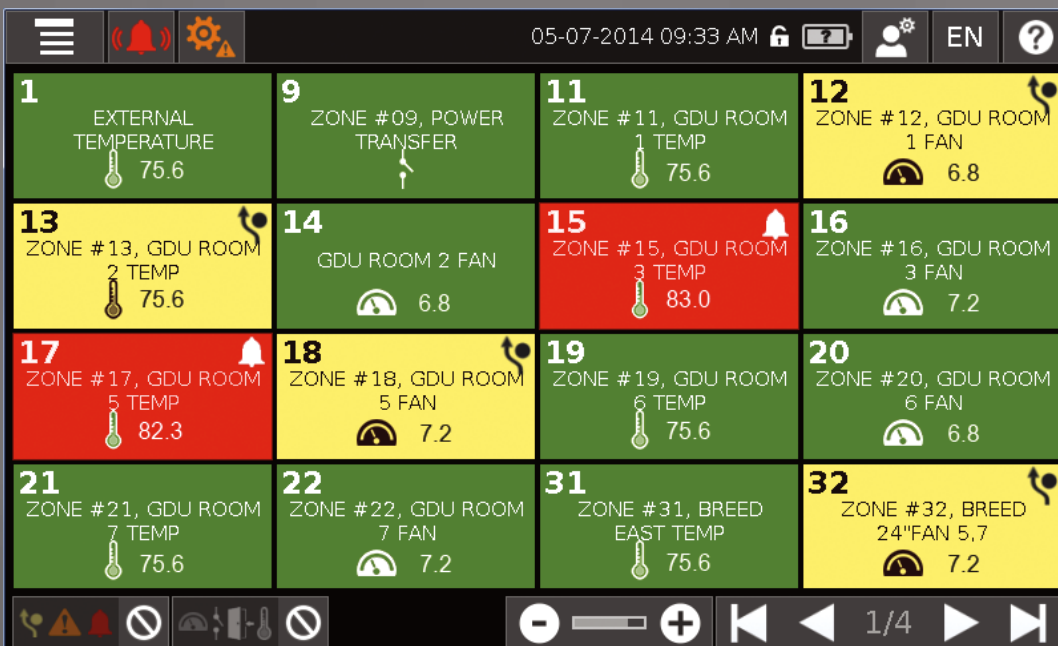 05-07-2014 09:33 AM
?
EN
?
1
EXTERNAL
TEMPERATURE
75.6
9
ZONE #09, POWER
TRANSFER
11
ZONE #11, GDU ROOM
1 TEMP
75.6
12
ZONE #12, GDU ROOM
1 FAN
6.8
13
ZONE #13, GDU ROOM
2 TEMP
75.6
14
GDU ROOM 2 FAN
6.8
15
ZONE #15, GDU ROOM
3 TEMP
83.0
16
ZONE #16, GDU ROOM
3 FAN
7.2
17
ZONE #17, GDU ROOM
5 TEMP
82.3
18
ZONE #18, GDU ROOM
5 FAN
7.2
19
ZONE #19, GDU ROOM
6 TEMP
75.6
20
ZONE #20, GDU ROOM
6 FAN
6.8
21
ZONE #21, GDU ROOM
7 TEMP
75.6
22
ZONE #22, GDU ROOM
7 FAN
7.2
31
ZONE #31, BREED
EAST TEMP
75.6
32
ZONE #32, BREED
24"FAN 5,7
7.2
1/4